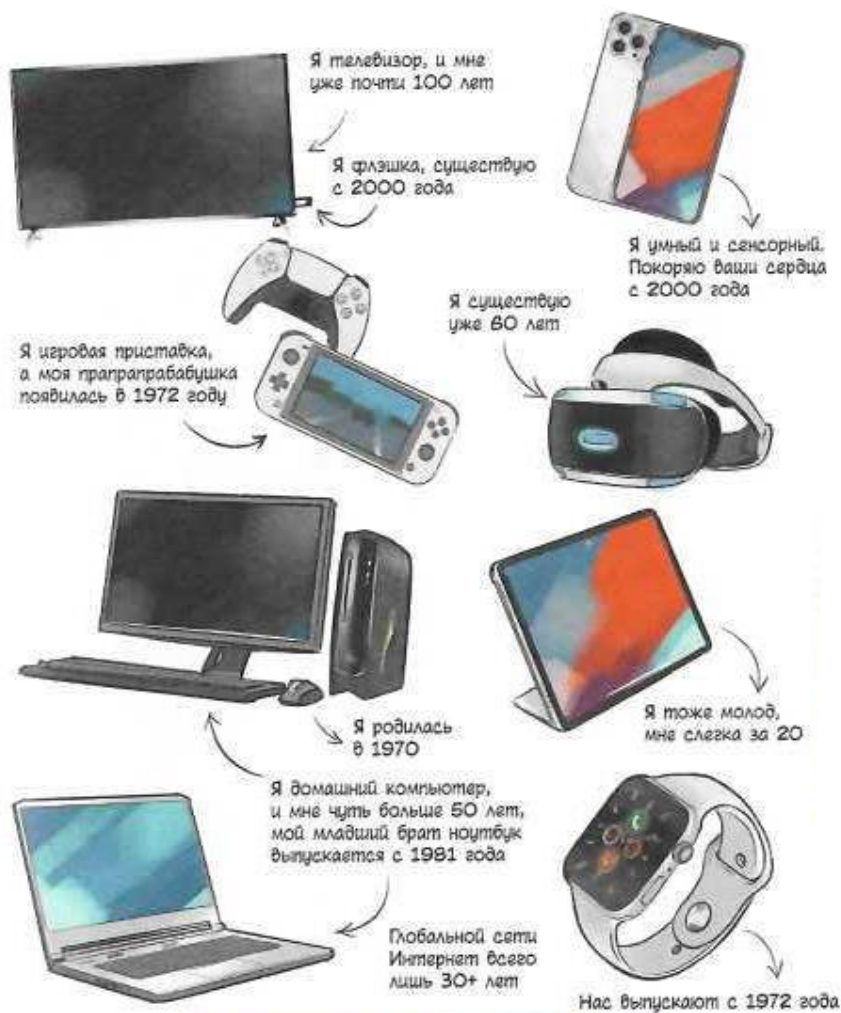 Я телевизор, и мне
уже почти 100 лет
Я флэшка, существую
с 2000 года
Я умный и сенсорный.
Покоряю ваши сердца
с 2000 года
Я существую
уже 60 лет
Я игровая приставка,
а моя прапрапрабабушка
появилась в 1972 году
Я родилась
в 1970
Я тоже молод,
мне слегка за 20
Я домашний компьютер,
и мне чуть больше 50 лет,
мой младший брат ноутбук
выпускается с 1981 года
Глобальной сети
Интернет всего
лишь 30+ лет
Нас выпускают с 1972 года